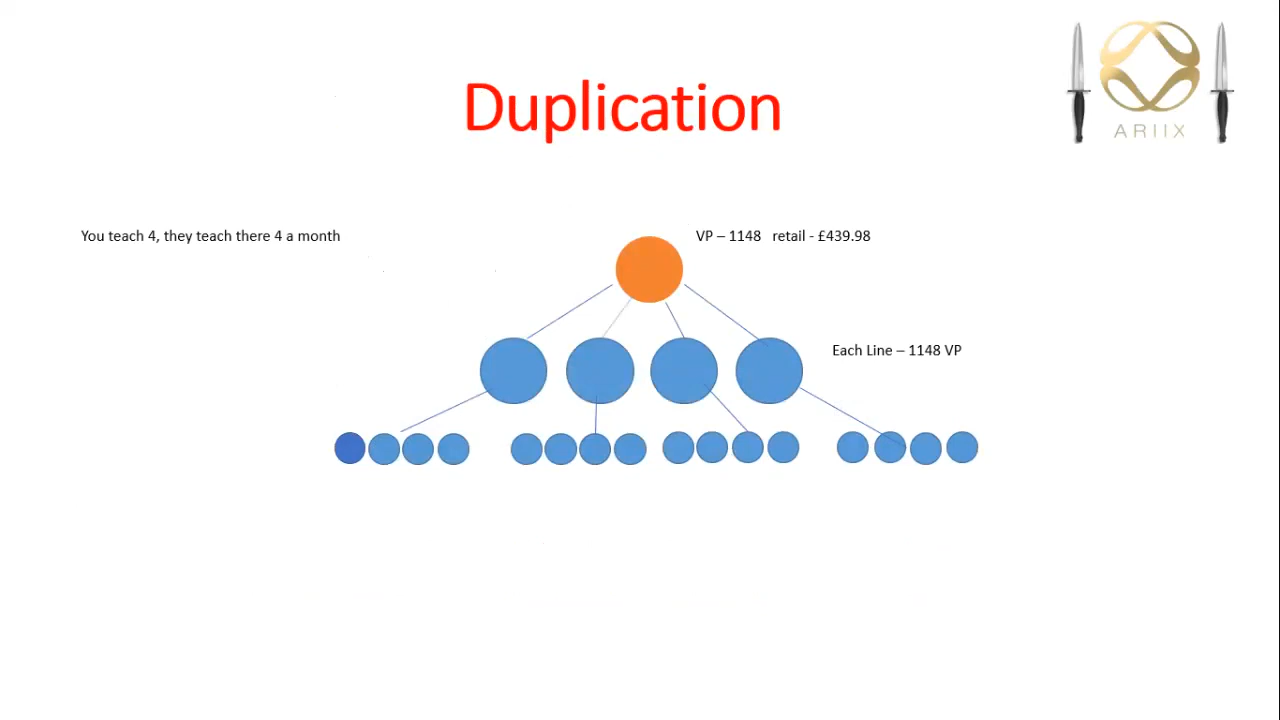 ARIIX
Duplication
You teach 4, they teach there 4 a month
VP – 1148 retail - £439.98
Each Line – 1148 VP